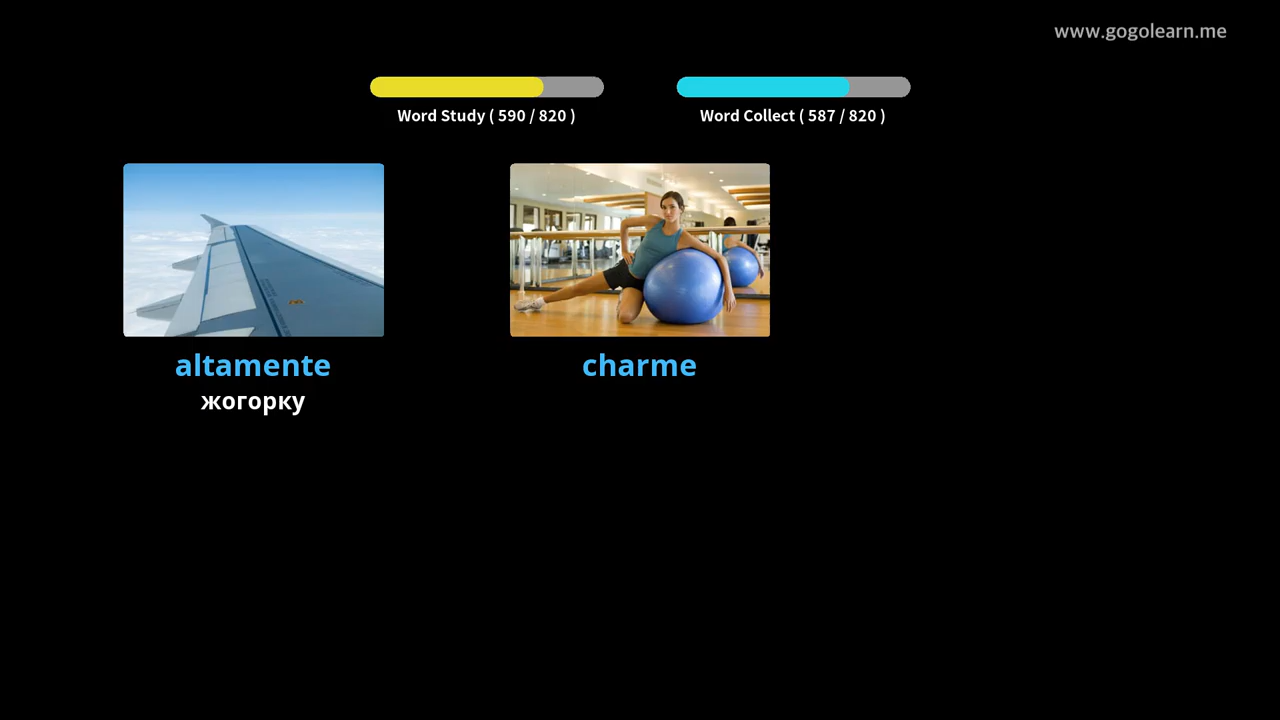 www.gogolearn.me
Word Study ( 590 / 820 )
Word Collect ( 587 / 820 )
altamente
жогорку
charme